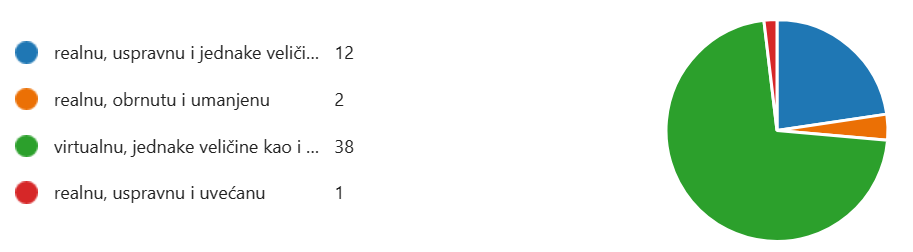 realnu, uspravnu i jednake veliči... 12
realnu, obrnutu i umanjenu 2
virtualnu, jednake veličine kao i ... 38
realnu, uspravnu i uvećanu 1